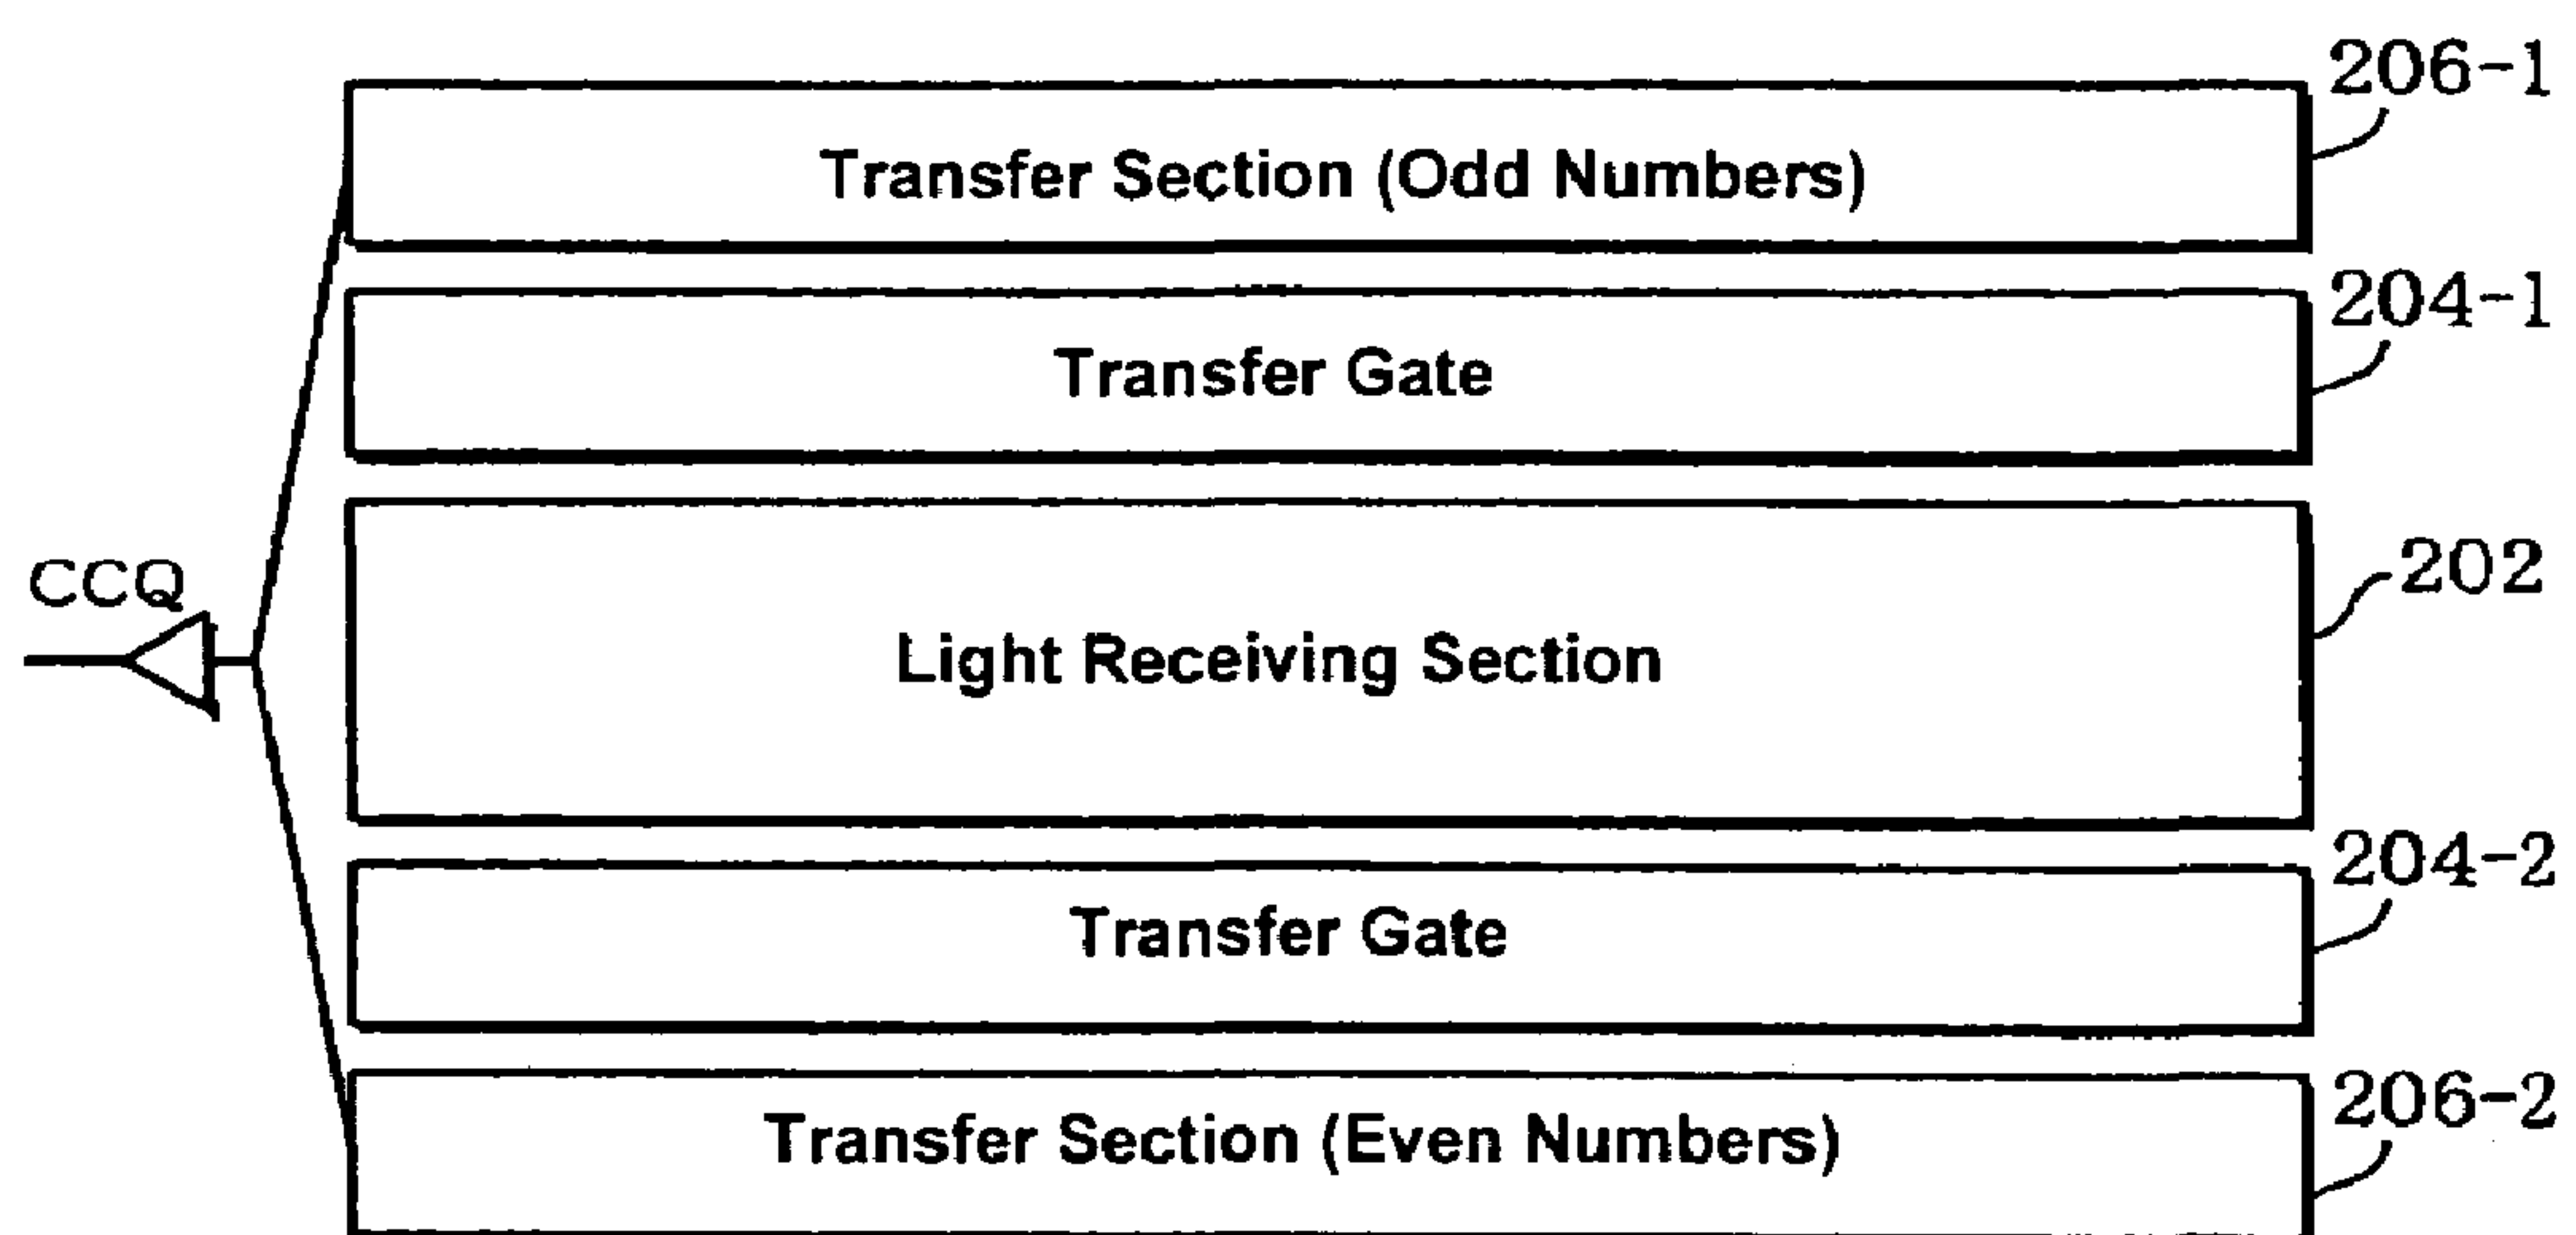 206-1
Transfer Section (Odd Numbers)
204-1
Transfer Gate
202
CCQ
Light Receiving Section
204-2
Transfer Gate
206-2
Transfer Section (Even Numbers)